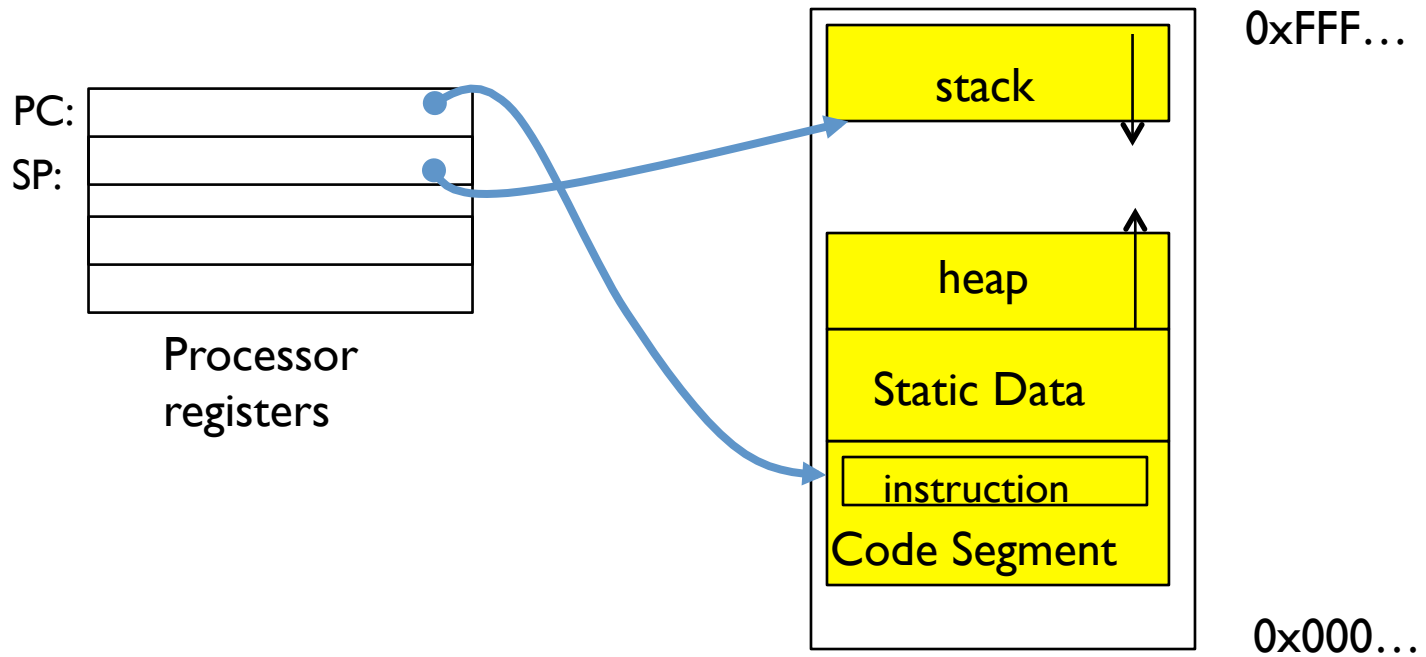 PC:
SP:
Processor
registers
0xFFF...
stack
heap
Static Data
instruction
Code Segment
0x000...